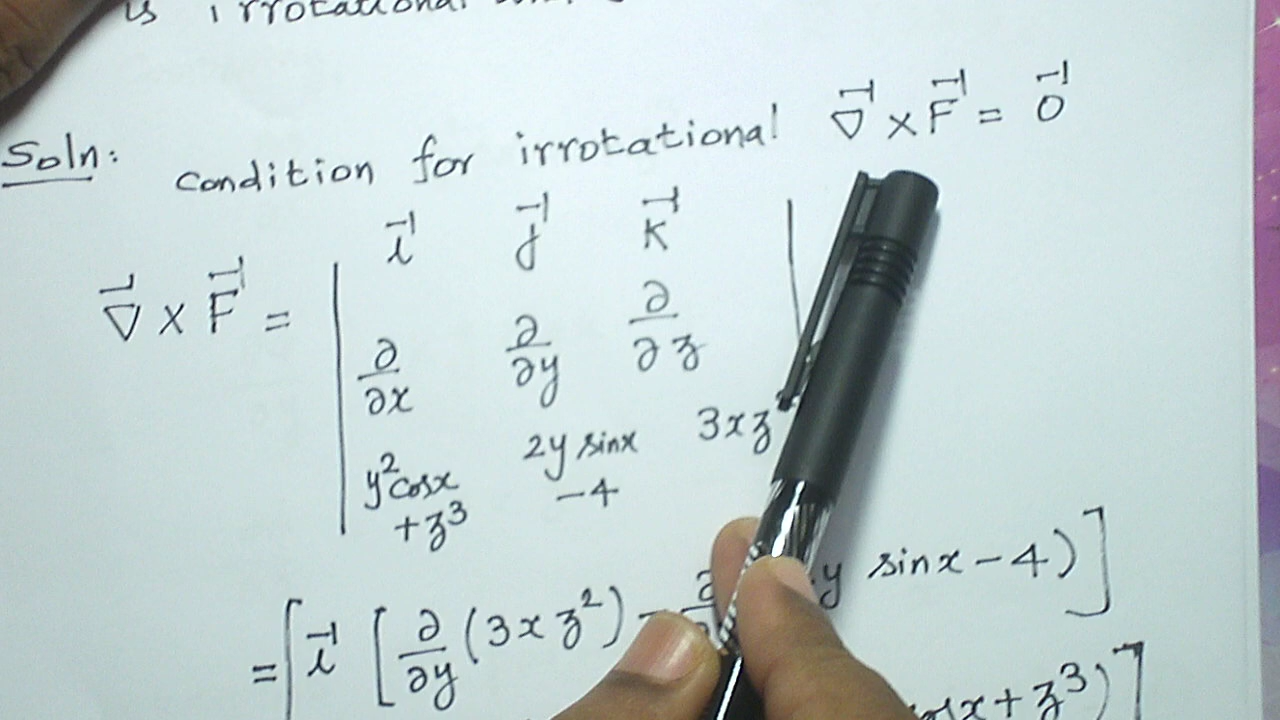 is irrotational
Soln: condition for irrotational ∇⃗ × F⃗ = 0⃗
∇⃗ × F⃗ = | i⃗ j⃗ k⃗ |
∂/∂x ∂/∂y ∂/∂z
y²cosx 2y sinx 3xz
+z³ -4
= [ i⃗ [ ∂/∂y (3xz²) - ∂ y sinx - 4) ]
x + z³) ]